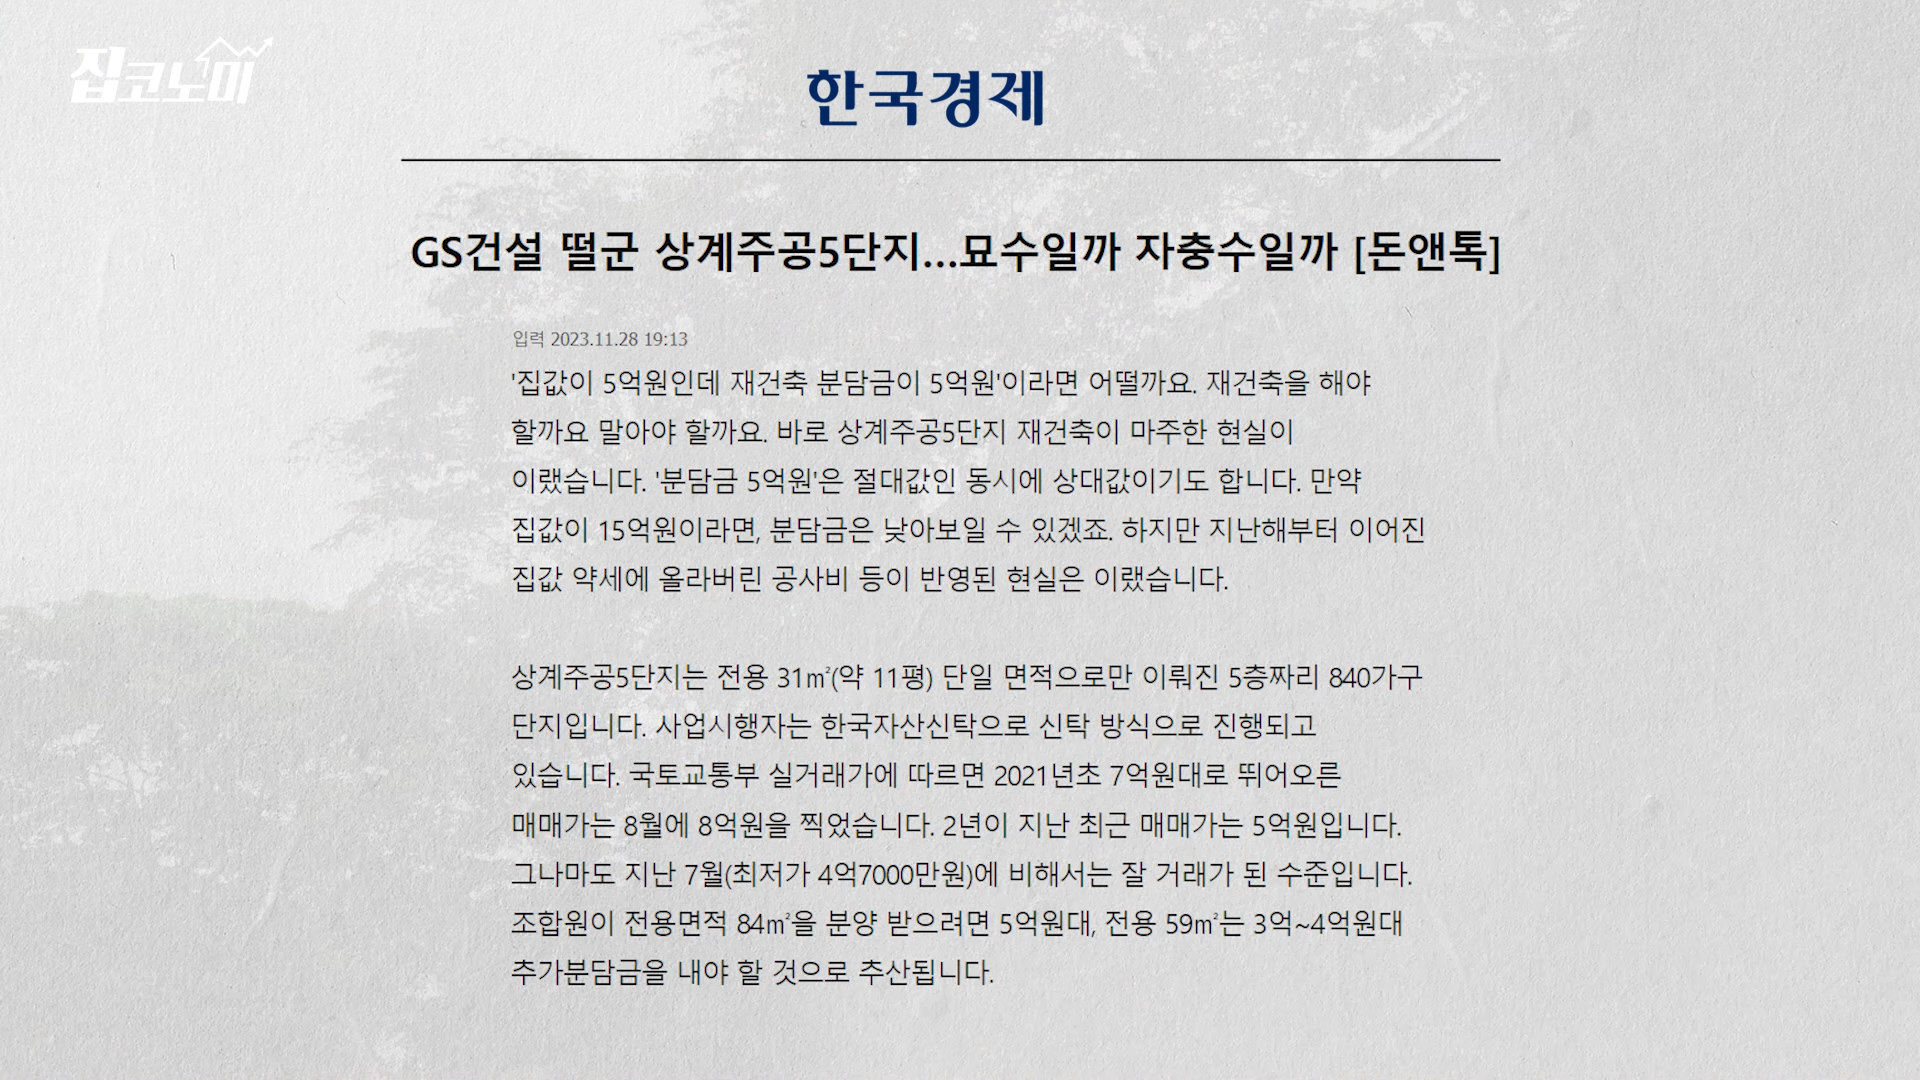 집코노미
한국경제
GS건설 떨군 상계주공5단지...묘수일까 자충수일까 [돈앤톡]
입력 2023.11.28 19:13
'집값이 5억원인데 재건축 분담금이 5억원'이라면 어떨까요. 재건축을 해야
할까요 말아야 할까요. 바로 상계주공5단지 재건축이 마주한 현실이
이랬습니다. '분담금 5억원'은 절대값인 동시에 상대값이기도 합니다. 만약
집값이 15억원이라면, 분담금은 낮아보일 수 있겠죠. 하지만 지난해부터 이어진
집값 약세에 올라버린 공사비 등이 반영된 현실은 이랬습니다.
상계주공5단지는 전용 31㎡(약 11평) 단일 면적으로만 이뤄진 5층짜리 840가구
단지입니다. 사업시행자는 한국자산신탁으로 신탁 방식으로 진행되고
있습니다. 국토교통부 실거래가에 따르면 2021년초 7억원대로 뛰어오른
매매가는 8월에 8억원을 찍었습니다. 2년이 지난 최근 매매가는 5억원입니다.
그나마도 지난 7월(최저가 4억7000만원)에 비해서는 잘 거래가 된 수준입니다.
조합원이 전용면적 84㎡을 분양 받으려면 5억원대, 전용 59㎡는 3억~4억원대
추가분담금을 내야 할 것으로 추산됩니다.